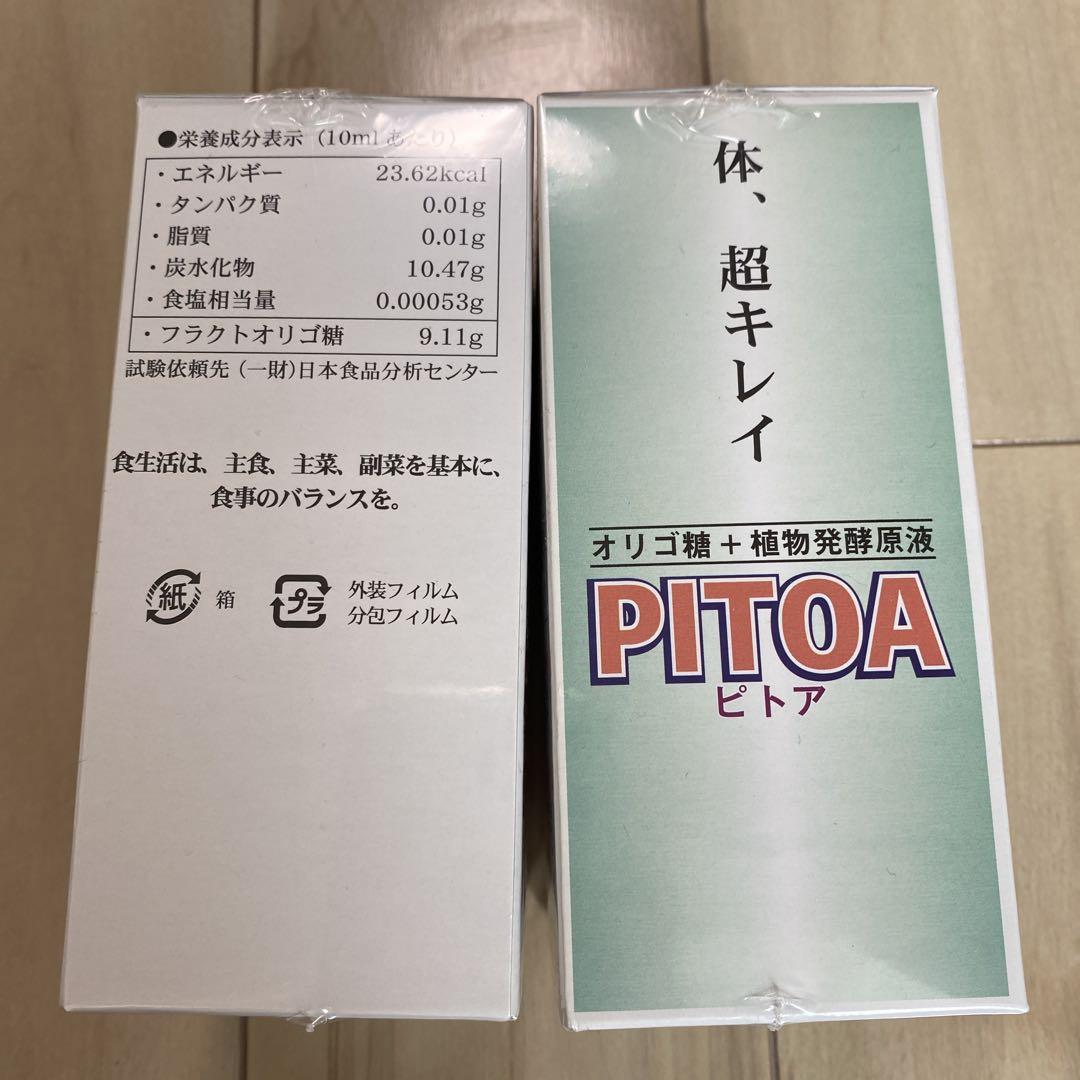 ●栄養成分表示（10mlあたり）
・エネルギー 23.62kcal
・タンパク質 0.01g
・脂質 0.01g
・炭水化物 10.47g
・食塩相当量 0.00053g
・フラクトオリゴ糖 9.11g
試験依頼先（一財）日本食品分析センター
食生活は、主食、主菜、副菜を基本に、
食事のバランスを。
紙 箱
プラ 外装フィルム
分包フィルム
体、超キレイ
オリゴ糖＋植物発酵原液
PITOA
ピトア